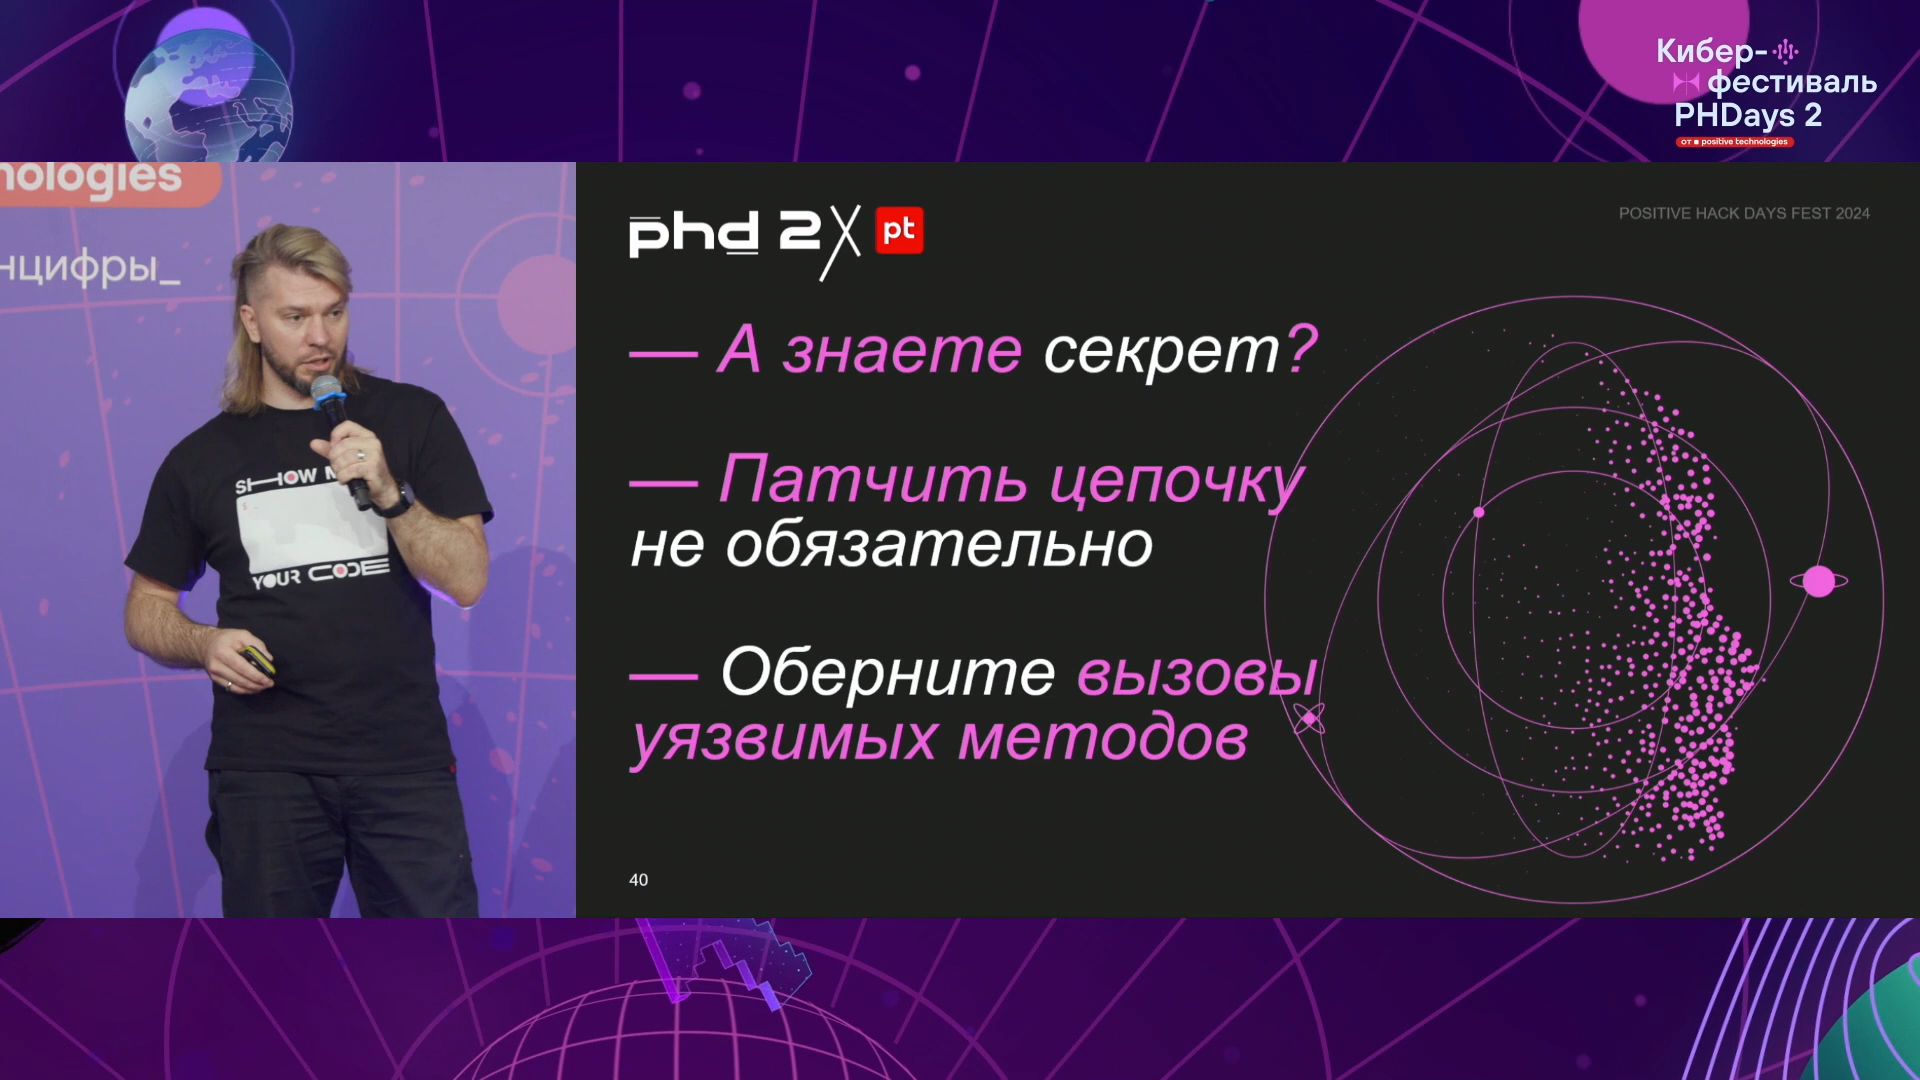 Кибер-
фестиваль
PHDays 2
от positive technologies
nologies
нцифры_
SHOW M
YOUR CODE
phd 2 pt
POSITIVE HACK DAYS FEST 2024
— А знаете секрет?
— Патчить цепочку
не обязательно
— Оберните вызовы
уязвимых методов
40